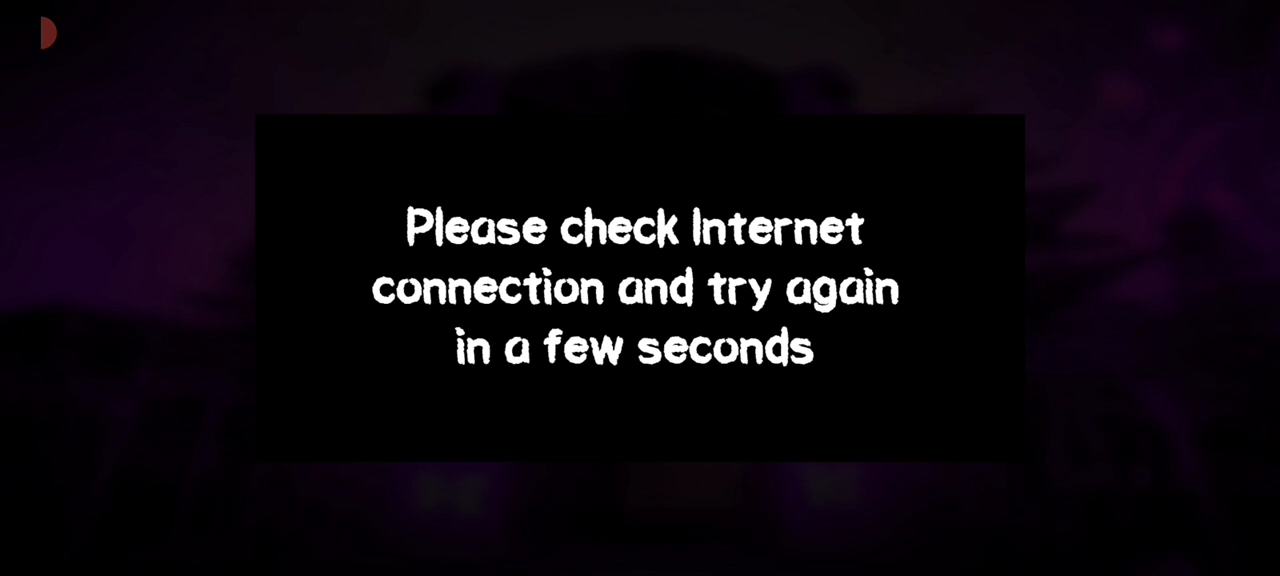 Please check Internet
connection and try again
in a few seconds